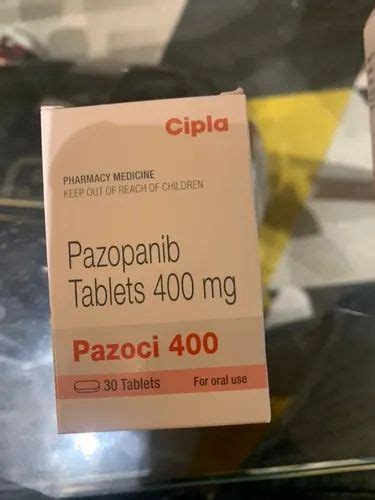 Cipla
PHARMACY MEDICINE
KEEP OUT OF REACH OF CHILDREN
Pazopanib
Tablets 400 mg
Pazoci 400
30 Tablets For oral use